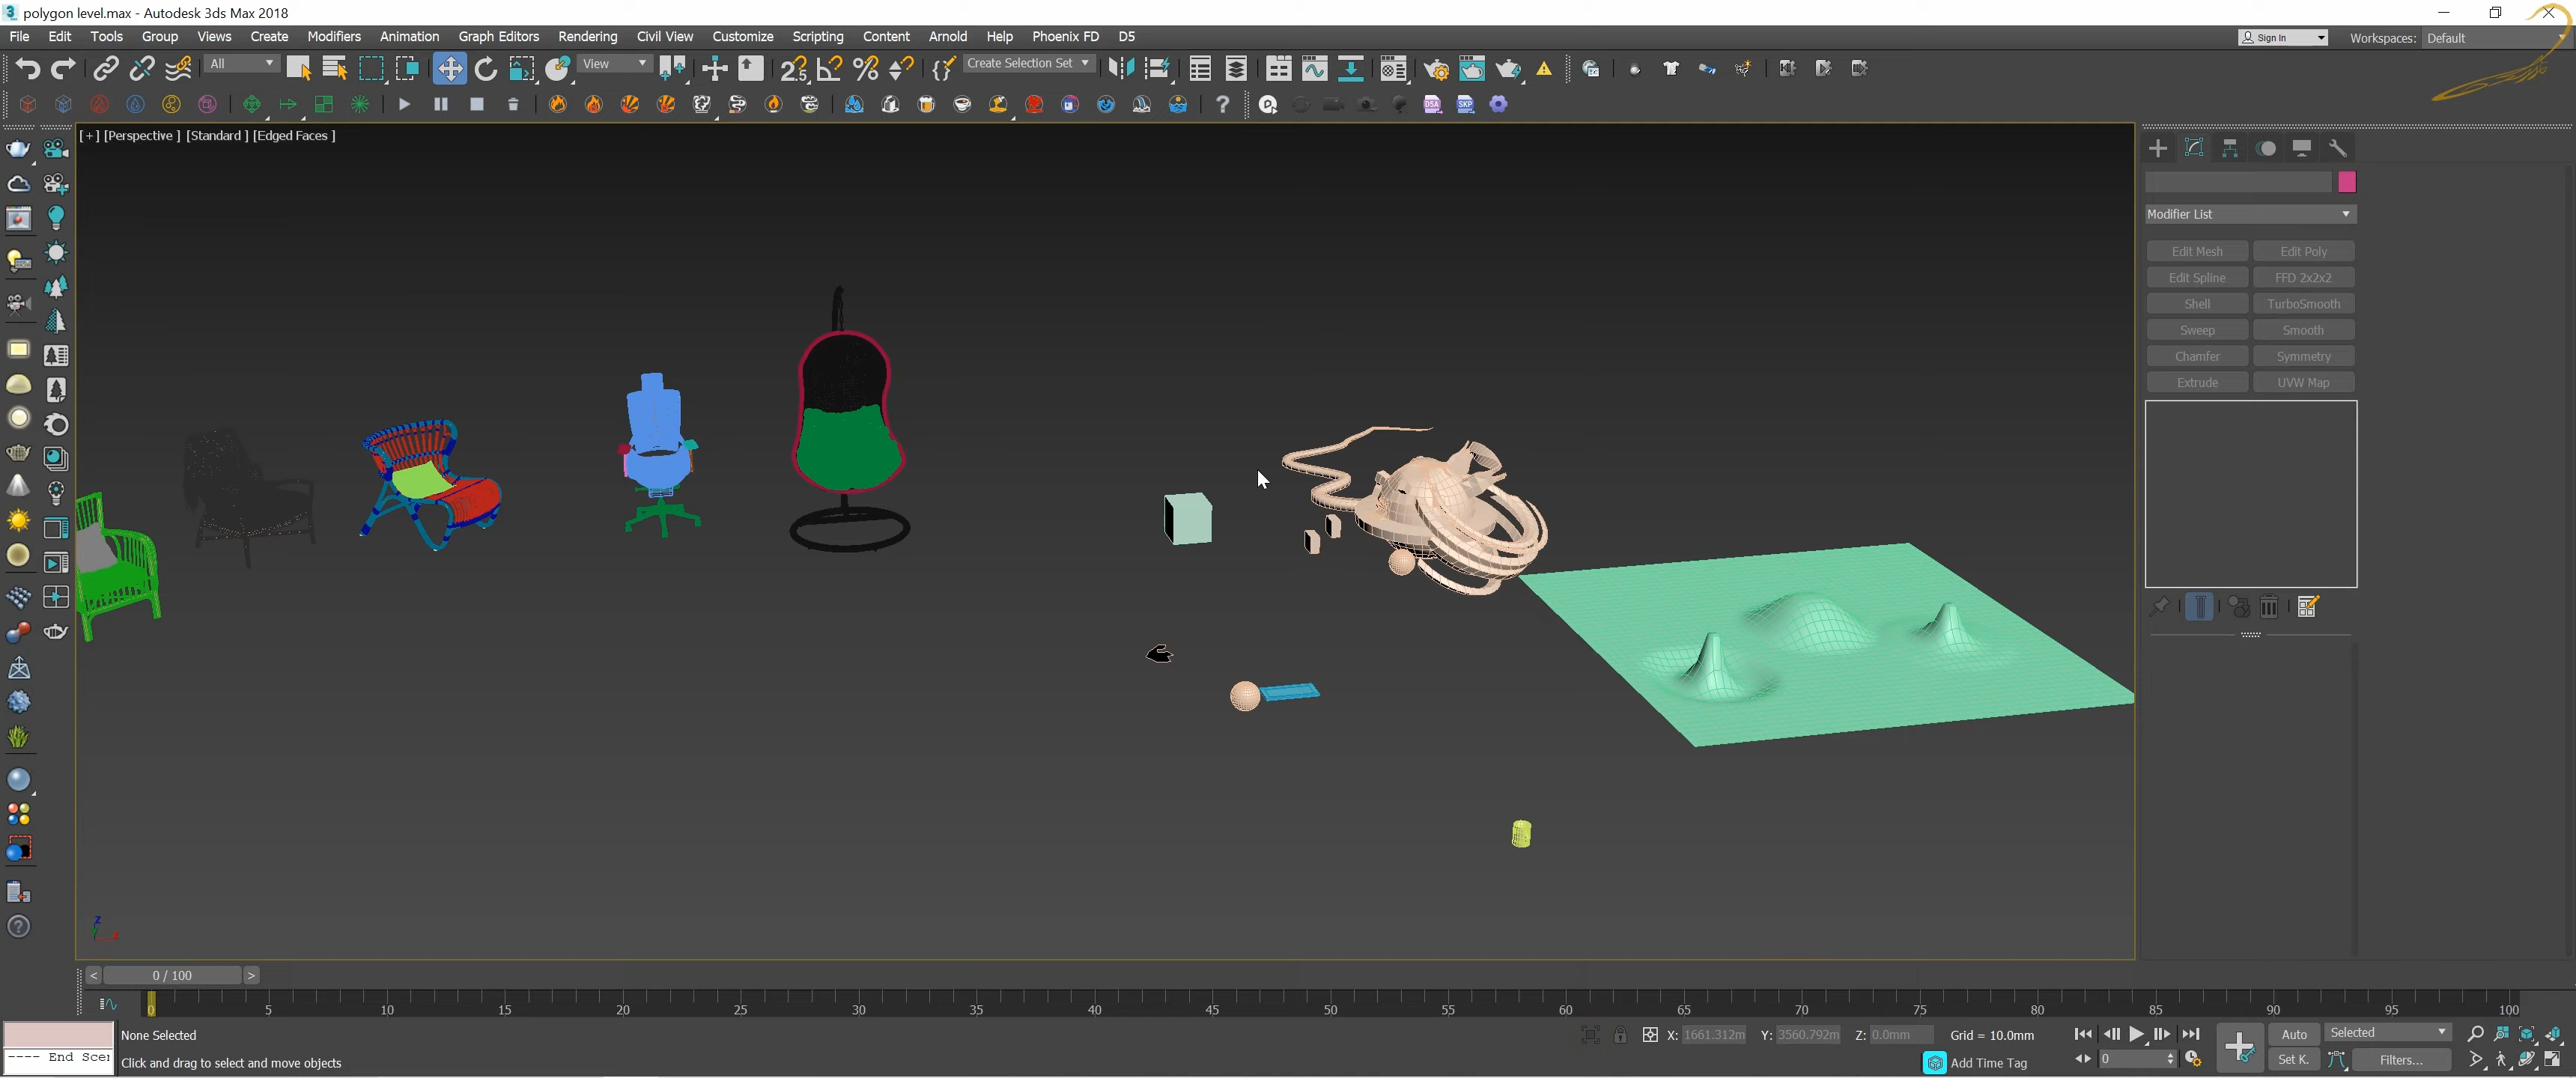 polygon level.max - Autodesk 3ds Max 2018
File Edit Tools Group Views Create Modifiers Animation Graph Editors Rendering Civil View Customize Scripting Content Arnold Help Phoenix FD D5
Sign In Workspaces: Default
All View Create Selection Set
[+] [Perspective ] [Standard ] [Edged Faces ]
Modifier List
Edit Mesh Edit Poly
Edit Spline FFD 2x2x2
Shell TurboSmooth
Sweep Smooth
Chamfer Symmetry
Extrude UVW Map
z
x
< 0 / 100 >
0 5 10 15 20 25 30 35 40 45 50 55 60 65 70 75 80 85 90 95 100
None Selected X: 1661.312m Y: 3560.792m Z: 0.0mm Grid = 10.0mm Auto Selected
---- End Scer Click and drag to select and move objects Add Time Tag 0 Set K. Filters...